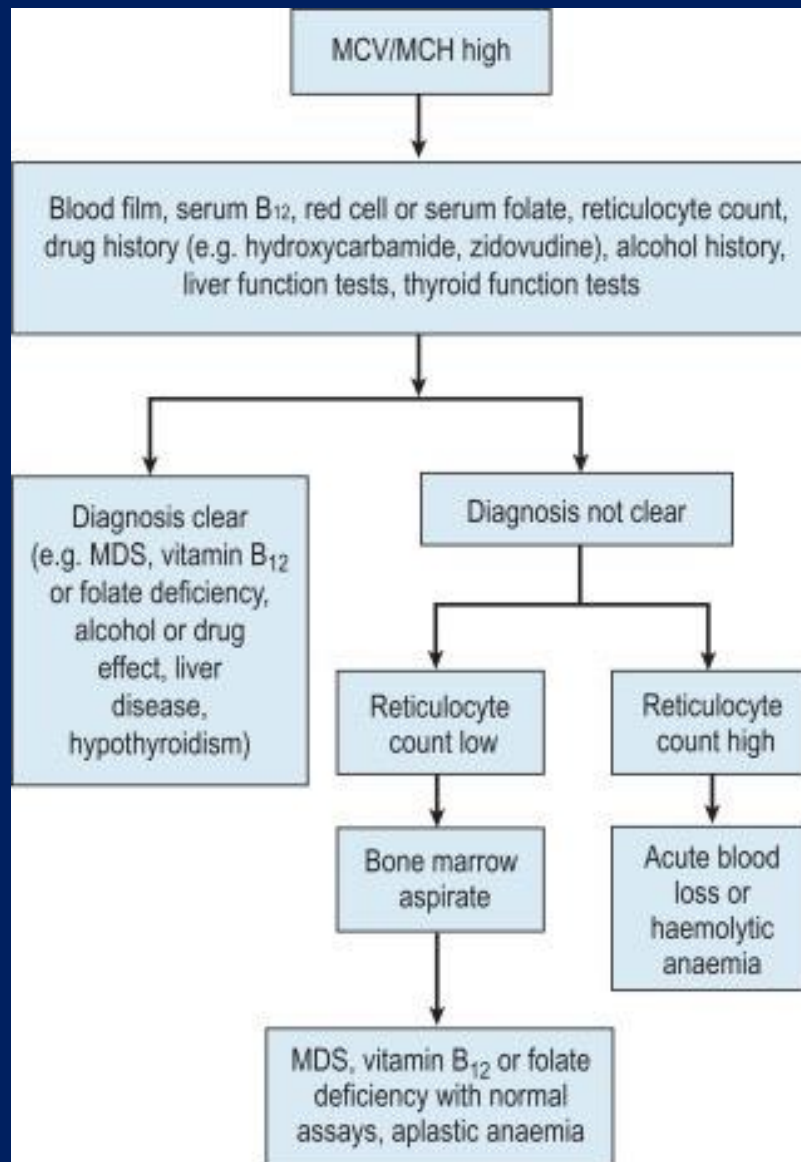 MCV/MCH high
Blood film, serum B₁₂, red cell or serum folate, reticulocyte count,
drug history (e.g. hydroxycarbamide, zidovudine), alcohol history,
liver function tests, thyroid function tests
Diagnosis clear
(e.g. MDS, vitamin B₁₂
or folate deficiency,
alcohol or drug
effect, liver
disease,
hypothyroidism)
Diagnosis not clear
Reticulocyte
count low
Reticulocyte
count high
Bone marrow
aspirate
Acute blood
loss or
haemolytic
anaemia
MDS, vitamin B₁₂ or folate
deficiency with normal
assays, aplastic anaemia